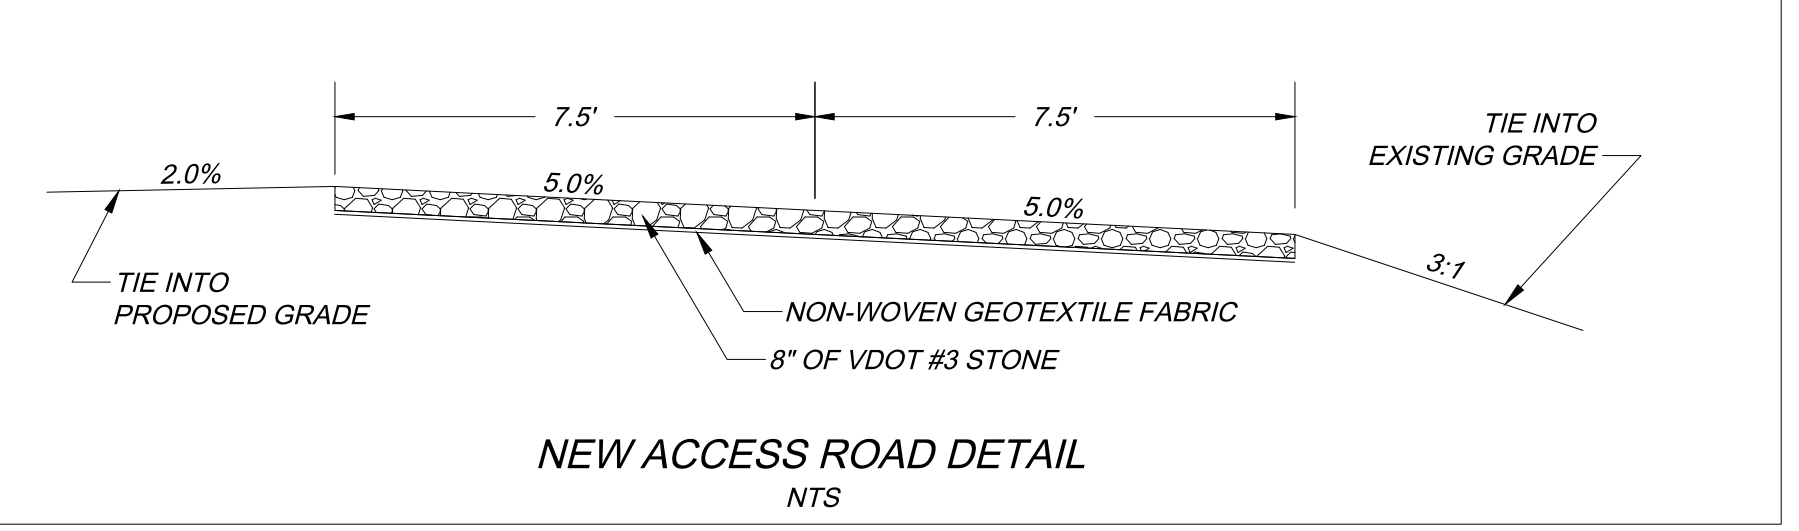 7.5' 7.5'
TIE INTO
EXISTING GRADE
2.0%
5.0%
5.0%
3:1
TIE INTO
PROPOSED GRADE
NON-WOVEN GEOTEXTILE FABRIC
8" OF VDOT #3 STONE
NEW ACCESS ROAD DETAIL
NTS